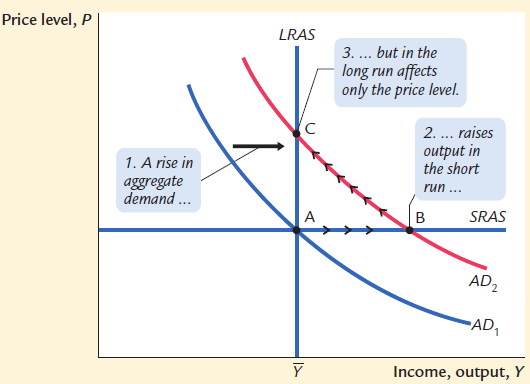 Price level, P
LRAS
3. ... but in the
long run affects
only the price level.
C
2. ... raises
output in
the short
run ...
1. A rise in
aggregate
demand ...
A
B
SRAS
AD2
AD1
Y̅
Income, output, Y